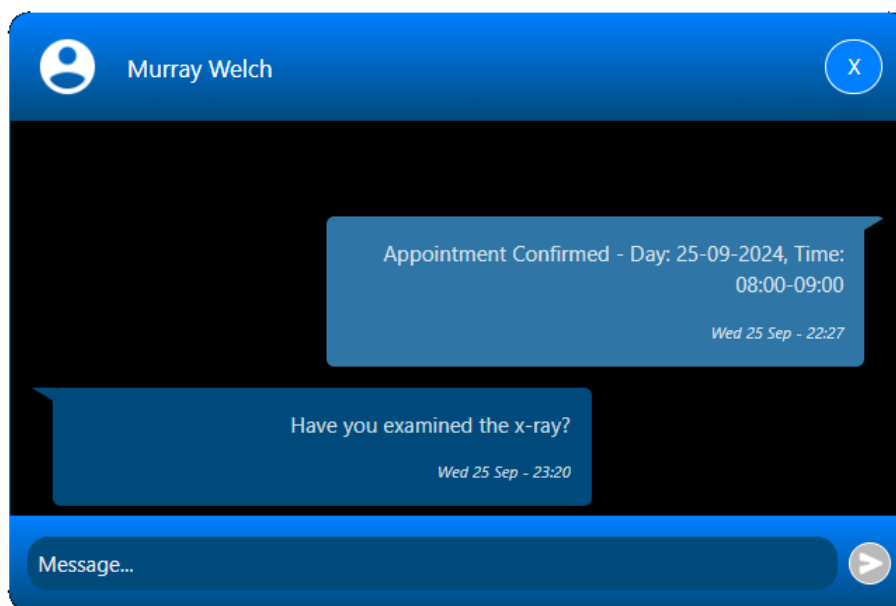 Murray Welch
X
Appointment Confirmed - Day: 25-09-2024, Time:
08:00-09:00
Wed 25 Sep - 22:27
Have you examined the x-ray?
Wed 25 Sep - 23:20
Message...